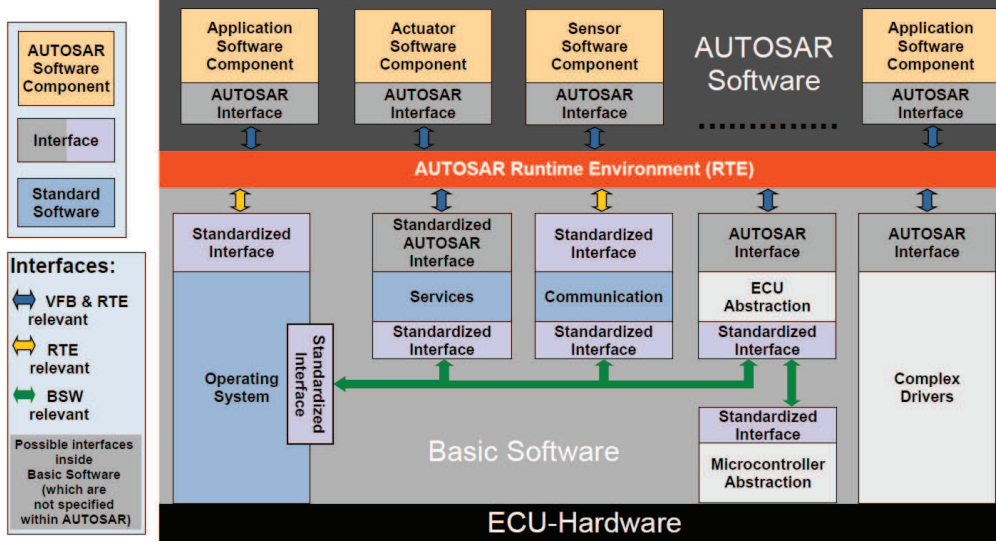 AUTOSAR
Software
Component
Interface
Standard
Software
Interfaces:
VFB & RTE
relevant
RTE
relevant
BSW
relevant
Possible interfaces
inside
Basic Software
(which are
not specified
within AUTOSAR)
Application
Software
Component
AUTOSAR
Interface
Actuator
Software
Component
AUTOSAR
Interface
Sensor
Software
Component
AUTOSAR
Interface
AUTOSAR
Software
Application
Software
Component
AUTOSAR
Interface
AUTOSAR Runtime Environment (RTE)
Standardized
Interface
Operating
System
Standardized
Interface
Standardized
AUTOSAR
Interface
Services
Standardized
Interface
Standardized
Interface
Communication
Standardized
Interface
AUTOSAR
Interface
ECU
Abstraction
Standardized
Interface
Standardized
Interface
Microcontroller
Abstraction
AUTOSAR
Interface
Complex
Drivers
Basic Software
ECU-Hardware